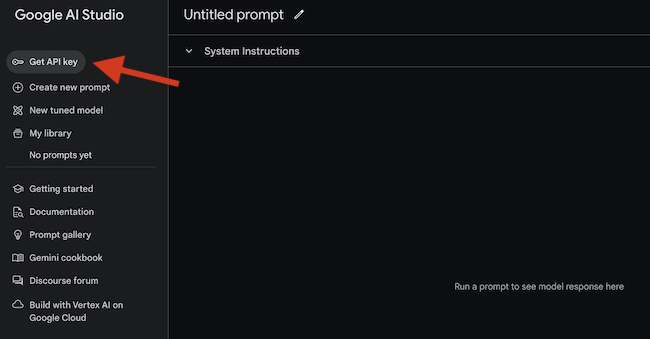 Google AI Studio
Get API key
Create new prompt
New tuned model
My library
No prompts yet
Getting started
Documentation
Prompt gallery
Gemini cookbook
Discourse forum
Build with Vertex AI on
Google Cloud
Untitled prompt
System Instructions
Run a prompt to see model response here